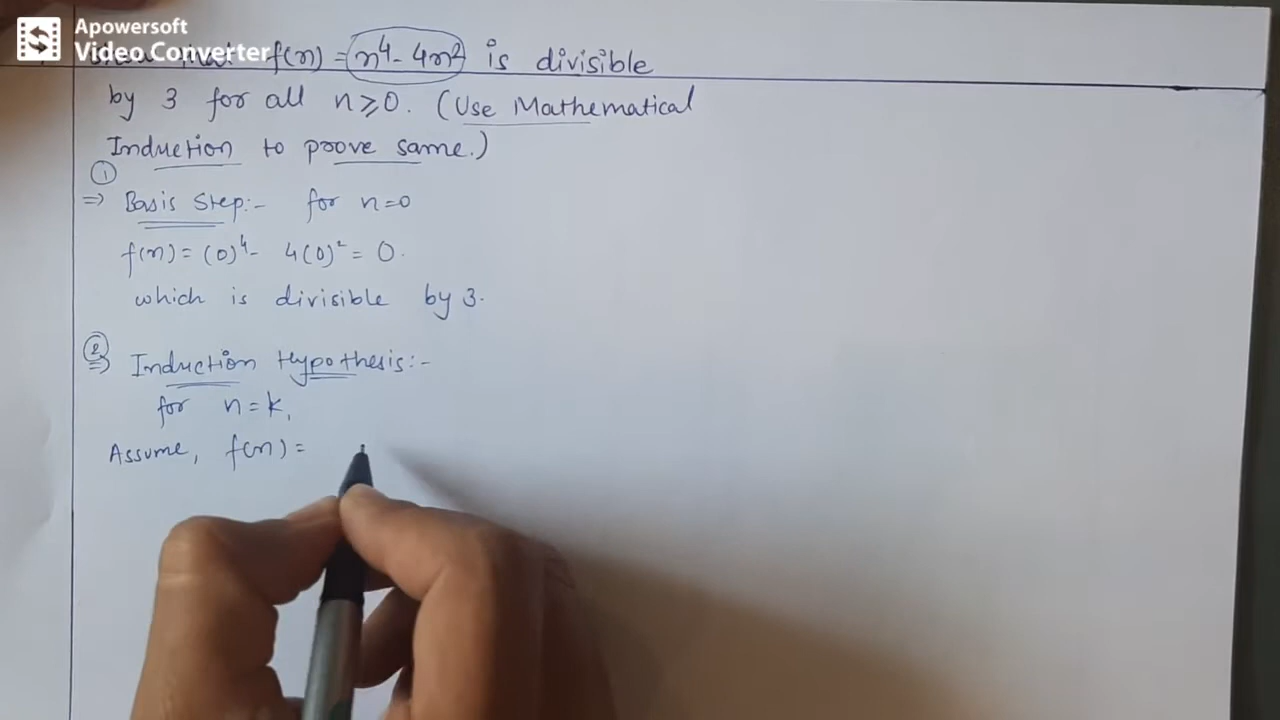 Apowersoft
Video Converter
f(n) = n⁴ - 4n² is divisible
by 3 for all n ≥ 0. (Use Mathematical
Induction to prove same.)
①
⇒ Basis Step:- for n=0
f(n) = (0)⁴ - 4(0)² = 0.
which is divisible by 3.
②
⇒ Induction Hypothesis:-
for n = k,
Assume, f(n) =